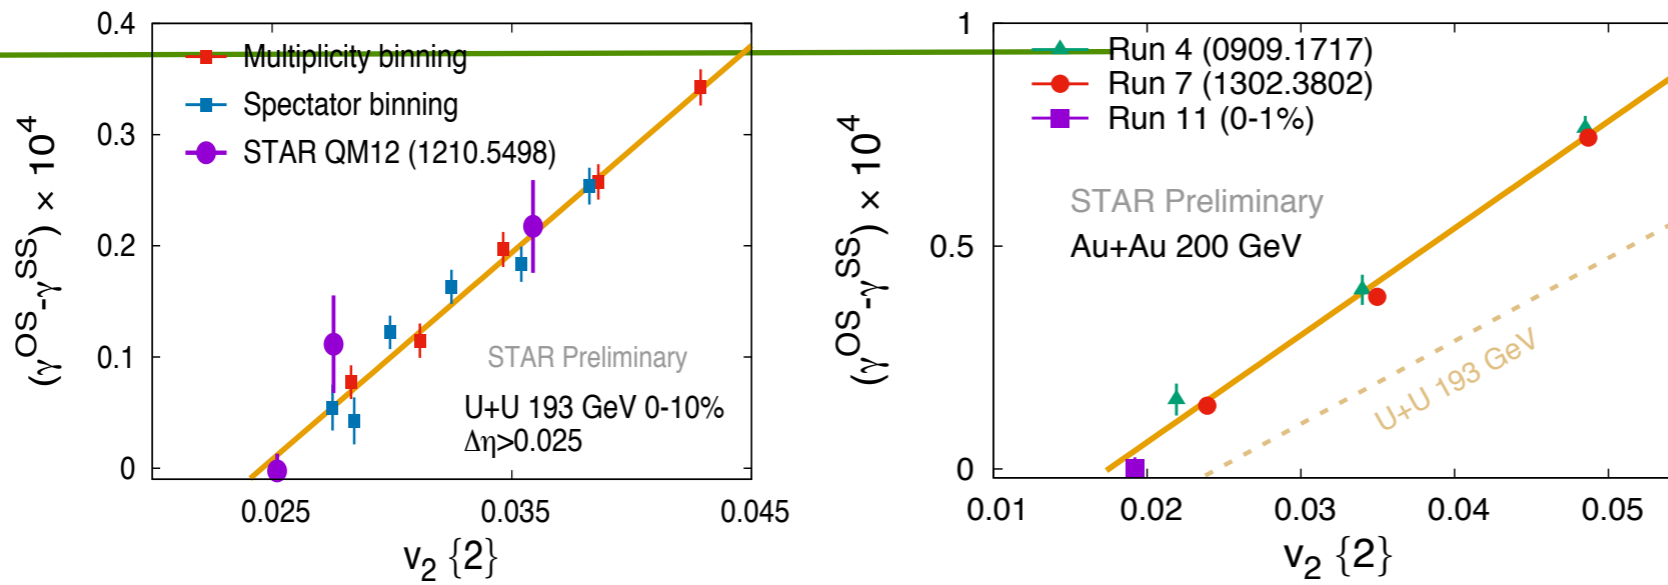 0.4
0.3
0.2
0.1
0
(γ^OS-γ^SS) × 10^4
Multiplicity binning
Spectator binning
STAR QM12 (1210.5498)
STAR Preliminary
U+U 193 GeV 0-10%
Δη>0.025
0.025 0.035 0.045
v_2 {2}
1
0.5
0
(γ^OS-γ^SS) × 10^4
Run 4 (0909.1717)
Run 7 (1302.3802)
Run 11 (0-1%)
STAR Preliminary
Au+Au 200 GeV
U+U 193 GeV
0.01 0.02 0.03 0.04 0.05
v_2 {2}